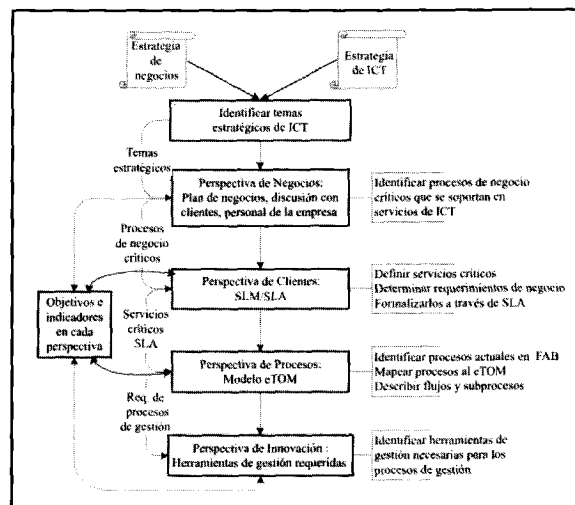 Estrategia
de
negocios
Estrategia
de ICT
Identificar temas
estratégicos de ICT
Temas
estratégicos
Perspectiva de Negocios:
Plan de negocios, discusión con
clientes, personal de la empresa
Identificar procesos de negocio
críticos que se soportan en
servicios de ICT
Procesos
de negocio
críticos
Perspectiva de Clientes:
SLM/SLA
Definir servicios críticos
Determinar requerimientos de negocio
Formalizarlos a través de SLA
Objetivos e
indicadores
en cada
perspectiva
Servicios
críticos
SLA
Perspectiva de Procesos:
Modelo eTOM
Identificar procesos actuales en FAB
Mapear procesos al eTOM
Describir flujos y subprocesos
Req. de
procesos
de gestión
Perspectiva de Innovación :
Herramientas de gestión requeridas
Identificar herramientas de
gestión necesarias para los
procesos de gestión